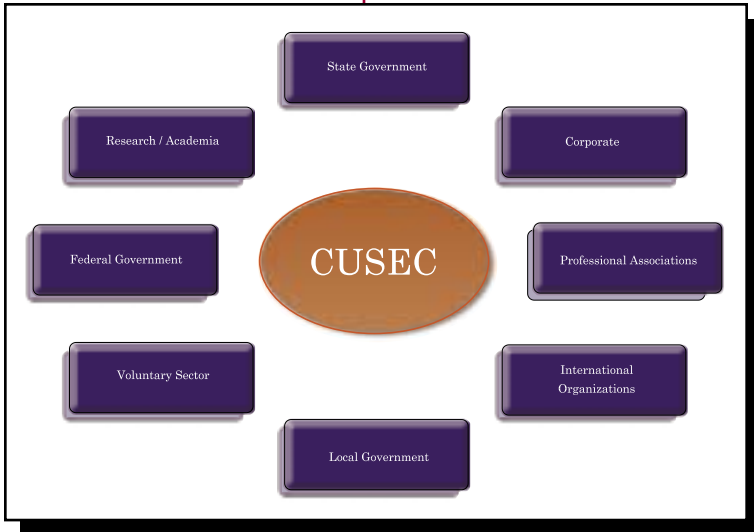 State Government
Research / Academia
Corporate
CUSEC
Federal Government
Professional Associations
Voluntary Sector
International
Organizations
Local Government